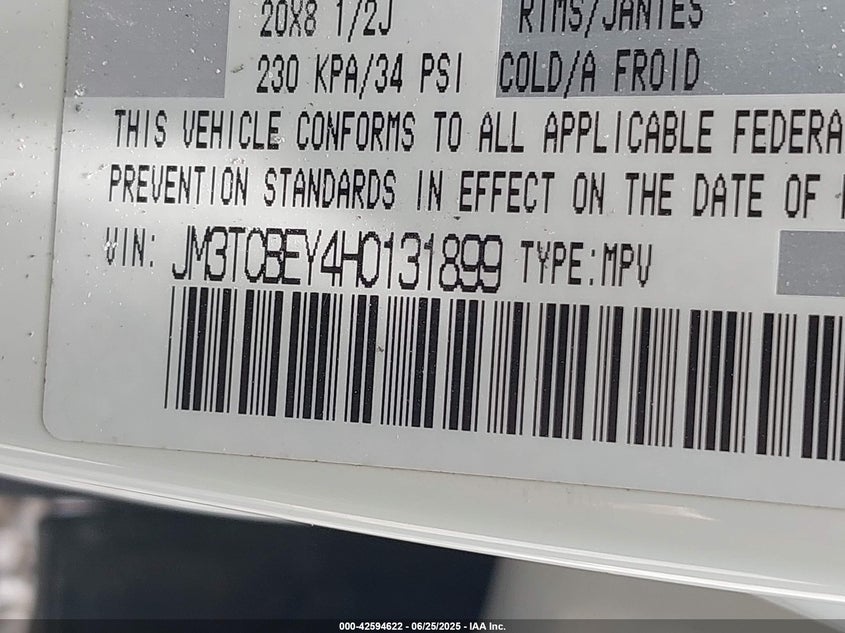 20X8 1/2J RIMS/JANTES
230 KPA/34 PSI COLD/A FROID
THIS VEHICLE CONFORMS TO ALL APPLICABLE FEDERA
PREVENTION STANDARDS IN EFFECT ON THE DATE OF
VIN: JM3TCBEY4H0131899 TYPE:MPV
000-42594622 - 06/25/2025 - IAA Inc.